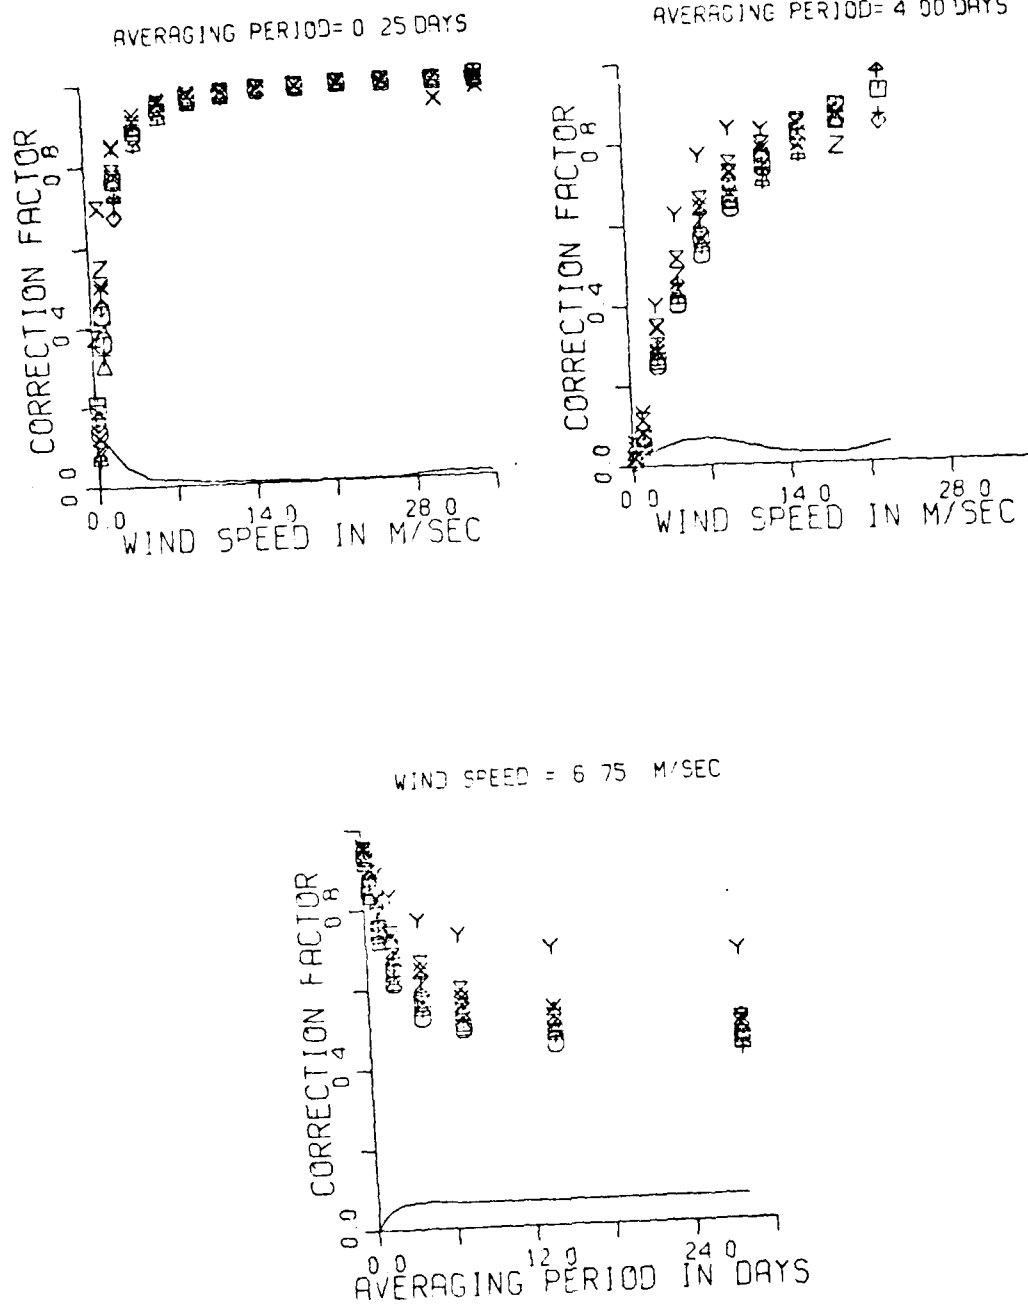 AVERAGING PERIOD= 0 25 DAYS
CORRECTION FACTOR
0 8
0 4
0 0
0 0
14 0
28 0
WIND SPEED IN M/SEC
AVERAGING PERIOD= 4 00 DAYS
CORRECTION FACTOR
0 8
0 4
0 0
0 0
14 0
28 0
WIND SPEED IN M/SEC
WIND SPEED = 6 75 M/SEC
CORRECTION FACTOR
0 8
0 4
0 0
0 0
12 0
24 0
AVERAGING PERIOD IN DAYS